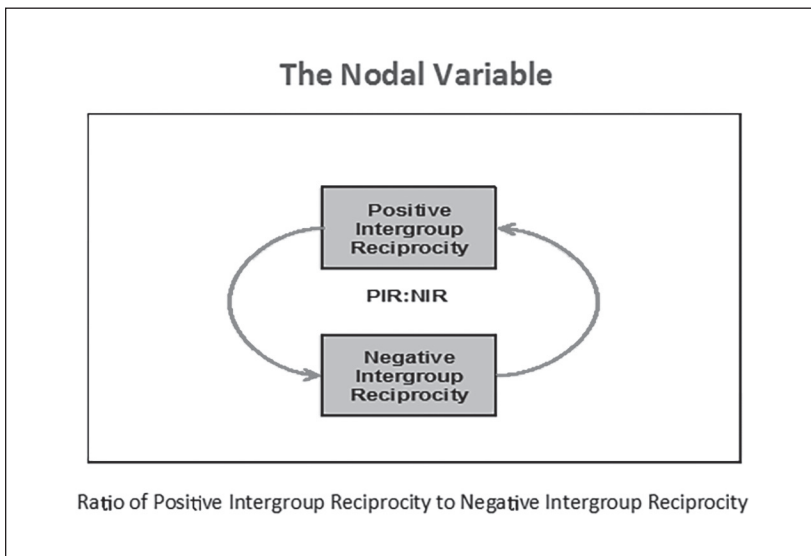 The Nodal Variable
Positive
Intergroup
Reciprocity
PIR:NIR
Negative
Intergroup
Reciprocity
Ratio of Positive Intergroup Reciprocity to Negative Intergroup Reciprocity